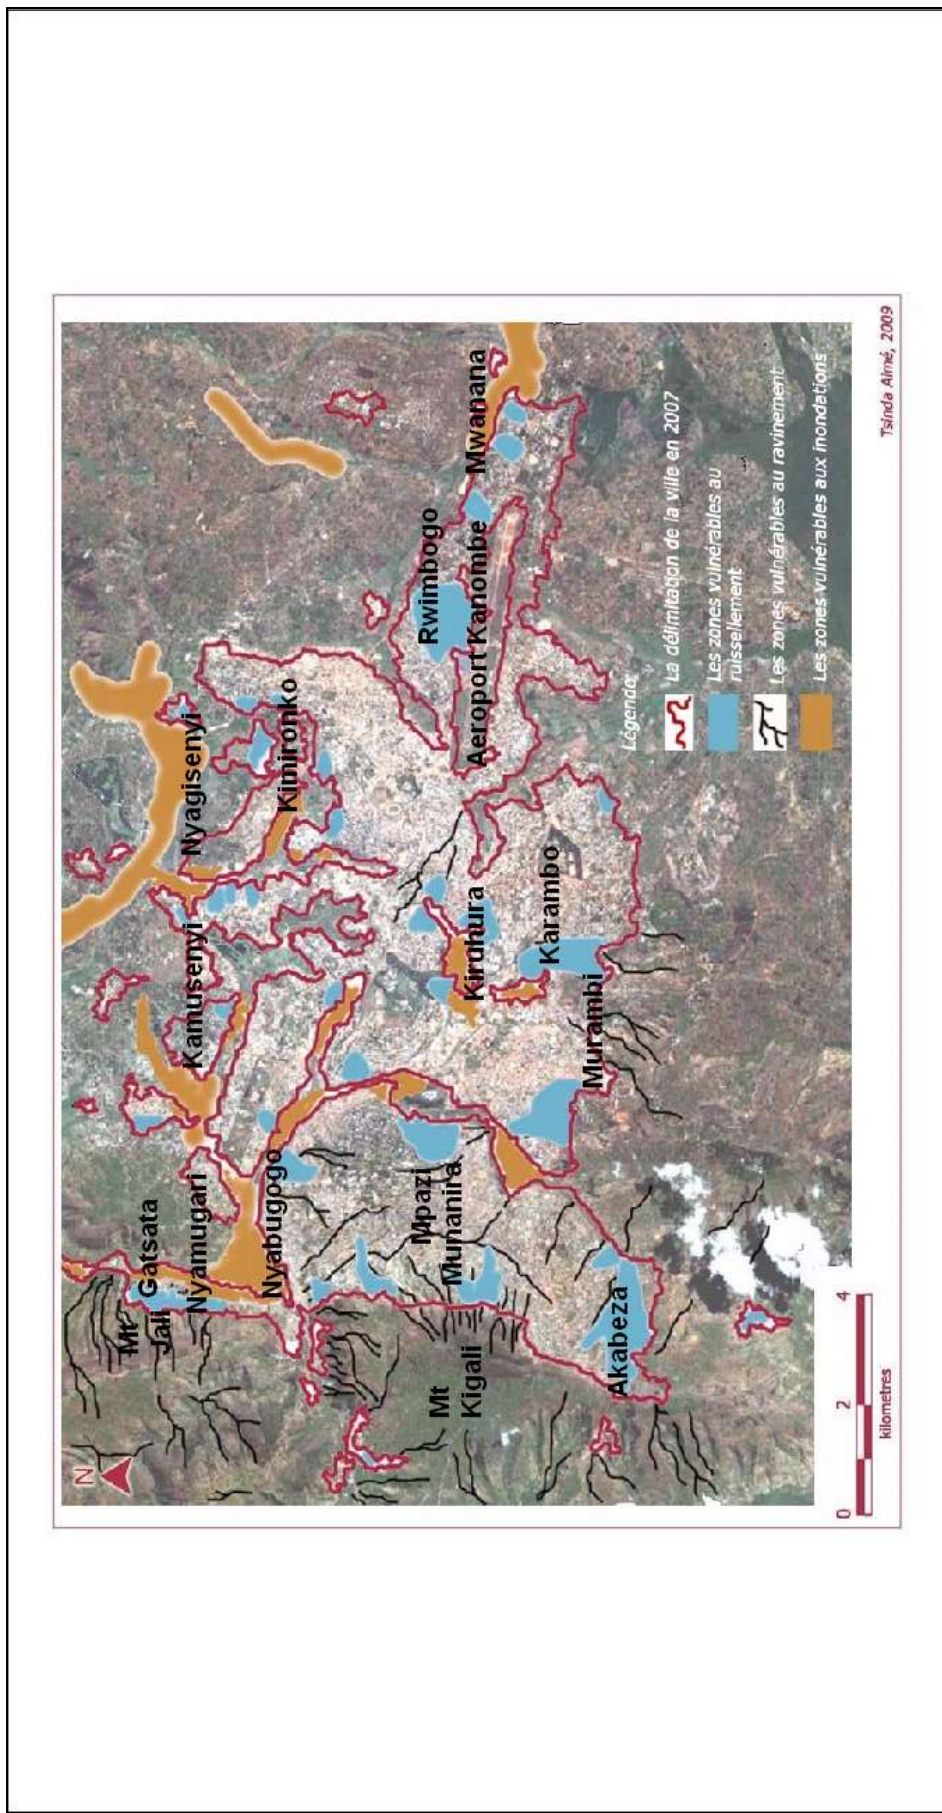 N
Mt
Jali
Gatsata
Nyamugari
Nyabugogo
Kamusenyi
Nyagisenyi
Kimironko
Mt
Kigali
Mpazi
Munanira
Kiruhura
Rwimbogo
Aeroport Kanombe
Mwanana
Karambo
Murambi
Akabeza
Légende
La délimitation de la ville en 2007
Les zones vulnérables au
ruissellement
Les zones vulnérables au ravinement
Les zones vulnérables aux inondations
0 2 4
kilometres
Tsinda Aimé, 2009